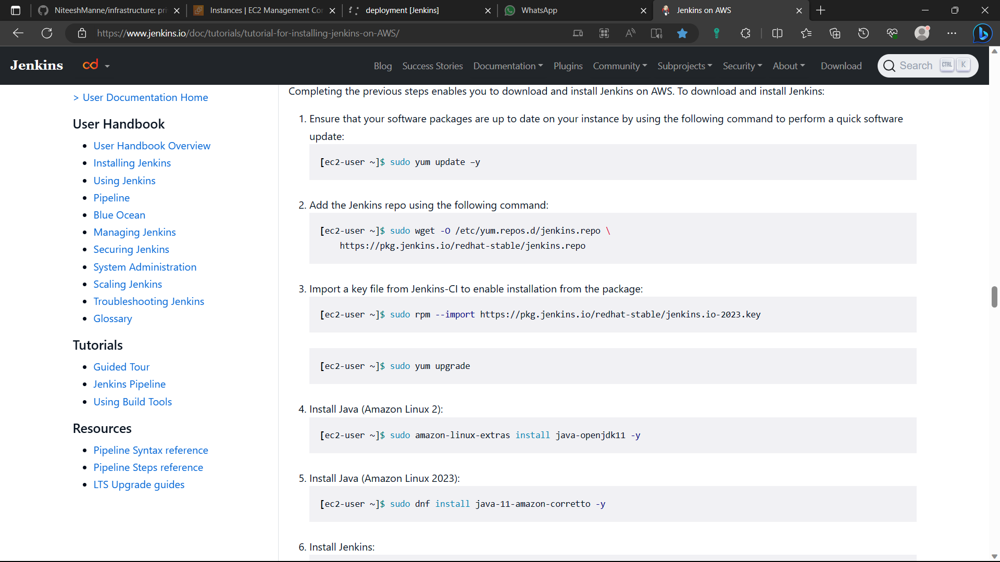 NiteeshManne/infrastructure: pri
Instances | EC2 Management Con
deployment [Jenkins]
WhatsApp
Jenkins on AWS
https://www.jenkins.io/doc/tutorials/tutorial-for-installing-jenkins-on-AWS/
Jenkins
cd
Blog
Success Stories
Documentation
Plugins
Community
Subprojects
Security
About
Download
Search
CTRL
K
> User Documentation Home
User Handbook
User Handbook Overview
Installing Jenkins
Using Jenkins
Pipeline
Blue Ocean
Managing Jenkins
Securing Jenkins
System Administration
Scaling Jenkins
Troubleshooting Jenkins
Glossary
Tutorials
Guided Tour
Jenkins Pipeline
Using Build Tools
Resources
Pipeline Syntax reference
Pipeline Steps reference
LTS Upgrade guides
Completing the previous steps enables you to download and install Jenkins on AWS. To download and install Jenkins:
1. Ensure that your software packages are up to date on your instance by using the following command to perform a quick software
update:
[ec2-user ~]$ sudo yum update –y
2. Add the Jenkins repo using the following command:
[ec2-user ~]$ sudo wget -O /etc/yum.repos.d/jenkins.repo \
https://pkg.jenkins.io/redhat-stable/jenkins.repo
3. Import a key file from Jenkins-CI to enable installation from the package:
[ec2-user ~]$ sudo rpm --import https://pkg.jenkins.io/redhat-stable/jenkins.io-2023.key
[ec2-user ~]$ sudo yum upgrade
4. Install Java (Amazon Linux 2):
[ec2-user ~]$ sudo amazon-linux-extras install java-openjdk11 -y
5. Install Java (Amazon Linux 2023):
[ec2-user ~]$ sudo dnf install java-11-amazon-corretto -y
6. Install Jenkins: